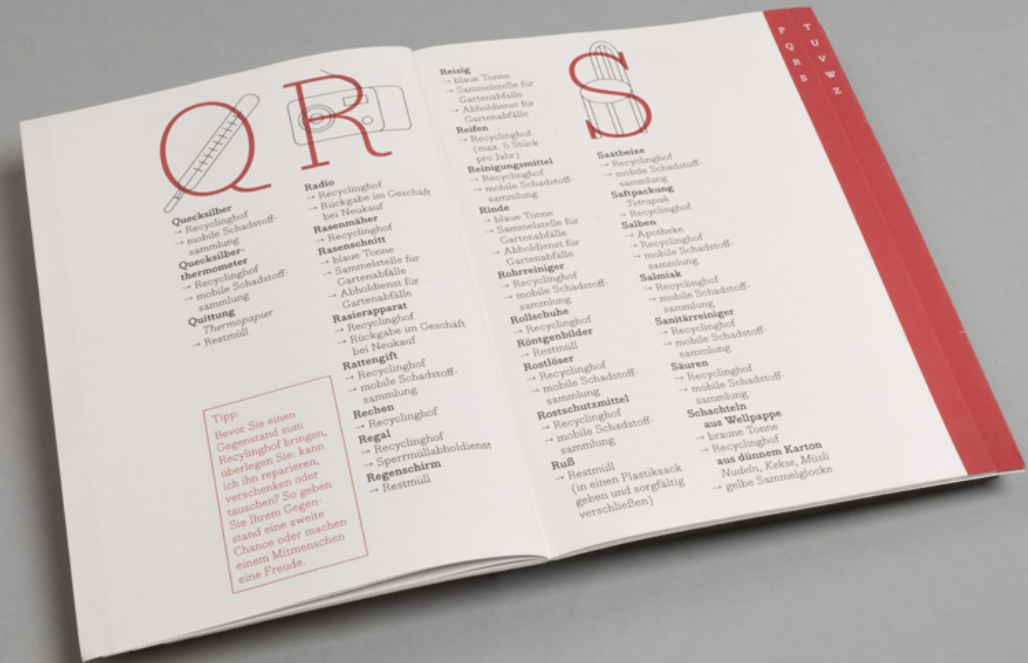 Q
Quecksilber
→ Recyclinghof
→ mobile Schadstoff-
sammlung
Quecksilber-
thermometer
→ Recyclinghof
→ mobile Schadstoff-
sammlung
Quittung
Thermopapier
→ Restmüll
Tipp:
Bevor Sie einen
Gegenstand zum
Recylinghof bringen,
überlegen Sie: kann
ich ihn reparieren,
verschenken oder
tauschen? So geben
Sie Ihrem Gegen-
stand eine zweite
Chance oder machen
einem Mitmenschen
eine Freude.
R
Radio
→ Recyclinghof
→ Rückgabe im Geschäft
bei Neukauf
Rasenmäher
→ Recyclinghof
Rasenschnitt
→ blaue Tonne
→ Sammelstelle für
Gartenabfälle
→ Abholdienst für
Gartenabfälle
Rasierapparat
→ Recyclinghof
→ Rückgabe im Geschäft
bei Neukauf
Rattengift
→ Recyclinghof
→ mobile Schadstoff-
sammlung
Rechen
→ Recyclinghof
Regal
→ Recyclinghof
→ Sperrmüllabholdienst
Regenschirm
→ Restmüll
Reisig
→ blaue Tonne
→ Sammelstelle für
Gartenabfälle
→ Abholdienst für
Gartenabfälle
Reifen
→ Recyclinghof
(max. 5 Stück
pro Jahr)
Reinigungsmittel
→ Recyclinghof
→ mobile Schadstoff-
sammlung
Rinde
→ blaue Tonne
→ Sammelstelle für
Gartenabfälle
→ Abholdienst für
Gartenabfälle
Rohrreiniger
→ Recyclinghof
→ mobile Schadstoff-
sammlung
Rollschuhe
→ Recyclinghof
Röntgenbilder
→ Restmüll
Rostlöser
→ Recyclinghof
→ mobile Schadstoff-
sammlung
Rostschutzmittel
→ Recyclinghof
→ mobile Schadstoff-
sammlung
Ruß
→ Restmüll
(in einen Plastiksack
geben und sorgfältig
verschließen)
S
Saatbeize
→ Recyclinghof
→ mobile Schadstoff-
sammlung
Saftpackung
Tetrapak
→ Recyclinghof
Salben
→ Apotheke
→ Recyclinghof
→ mobile Schadstoff-
sammlung
Salmiak
→ Recyclinghof
→ mobile Schadstoff-
sammlung
Sanitärreiniger
→ Recyclinghof
→ mobile Schadstoff-
sammlung
Säuren
→ Recyclinghof
→ mobile Schadstoff-
sammlung
Schachteln
aus Wellpappe
→ braune Tonne
→ Recyclinghof
aus dünnem Karton
Nudeln, Kekse, Müsli
→ gelbe Sammelglocke
P
Q
R
S
T
U
V
W
Z